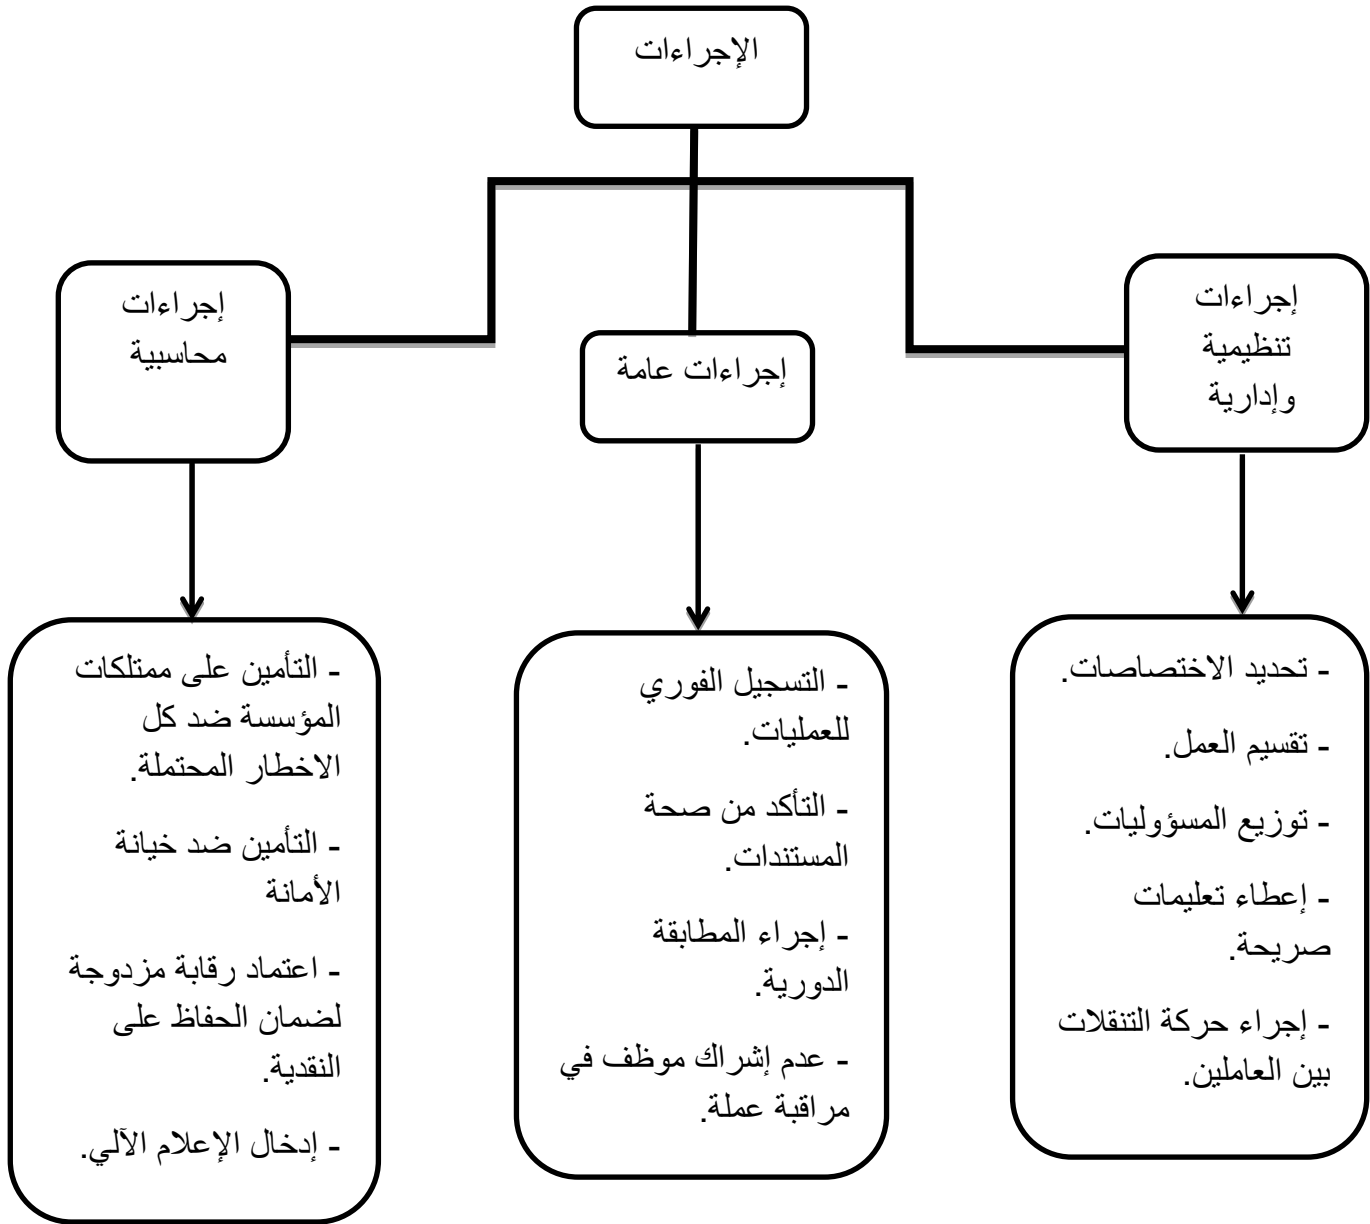 الإجراءات
إجراءات
تنظيمية
وإدارية
إجراءات عامة
إجراءات
محاسبية
- تحديد الاختصاصات.
- تقسيم العمل.
- توزيع المسؤوليات.
- إعطاء تعليمات
صريحة.
- إجراء حركة التنقلات
بين العاملين.
- التسجيل الفوري
للعمليات.
- التأكد من صحة
المستندات.
- إجراء المطابقة
الدورية.
- عدم إشراك موظف في
مراقبة عملة.
- التأمين على ممتلكات
المؤسسة ضد كل
الاخطار المحتملة.
- التأمين ضد خيانة
الأمانة
- اعتماد رقابة مزدوجة
لضمان الحفاظ على
النقدية.
- إدخال الإعلام الآلي.